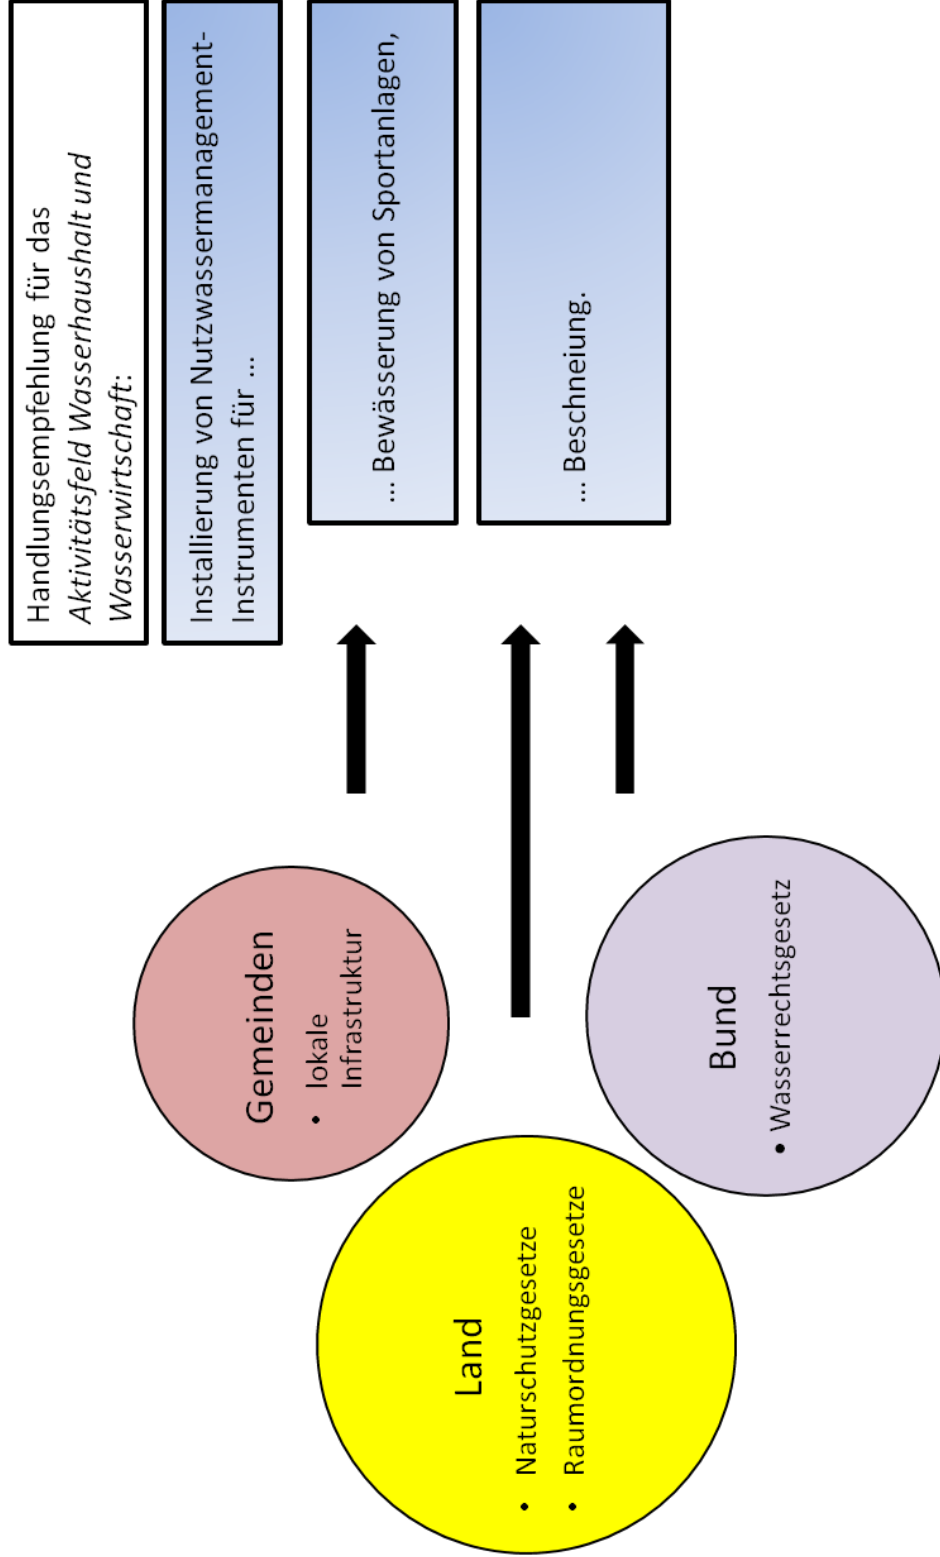 Handlungsempfehlung für das
Aktivitätsfeld Wasserhaushalt und
Wasserwirtschaft:
Installierung von Nutzwassermanagement-
Instrumenten für ...
... Bewässerung von Sportanlagen,
... Beschneiung.
Gemeinden
• lokale
Infrastruktur
Land
• Naturschutzgesetze
• Raumordnungsgesetze
Bund
• Wasserrechtsgesetz